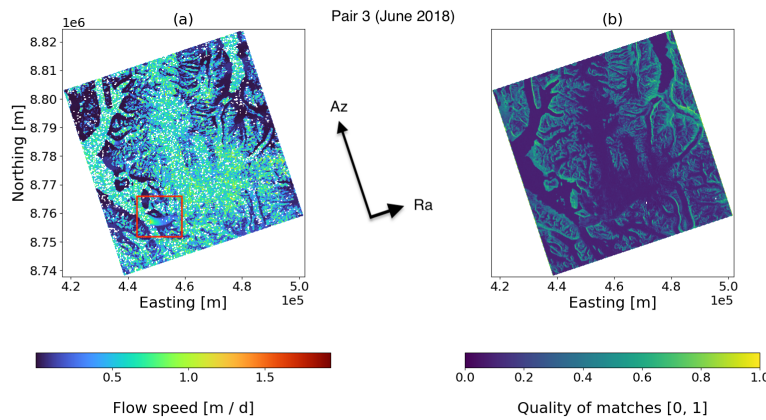 Pair 3 (June 2018)
1e6
(a)
(b)
8.82
8.81
8.80
8.79
8.78
8.77
8.76
8.75
8.74
Northing [m]
Az
Ra
4.2 4.4 4.6 4.8 5.0
Easting [m]
1e5
4.2 4.4 4.6 4.8 5.0
Easting [m]
1e5
0.5 1.0 1.5
Flow speed [m / d]
0.0 0.2 0.4 0.6 0.8 1.0
Quality of matches [0, 1]